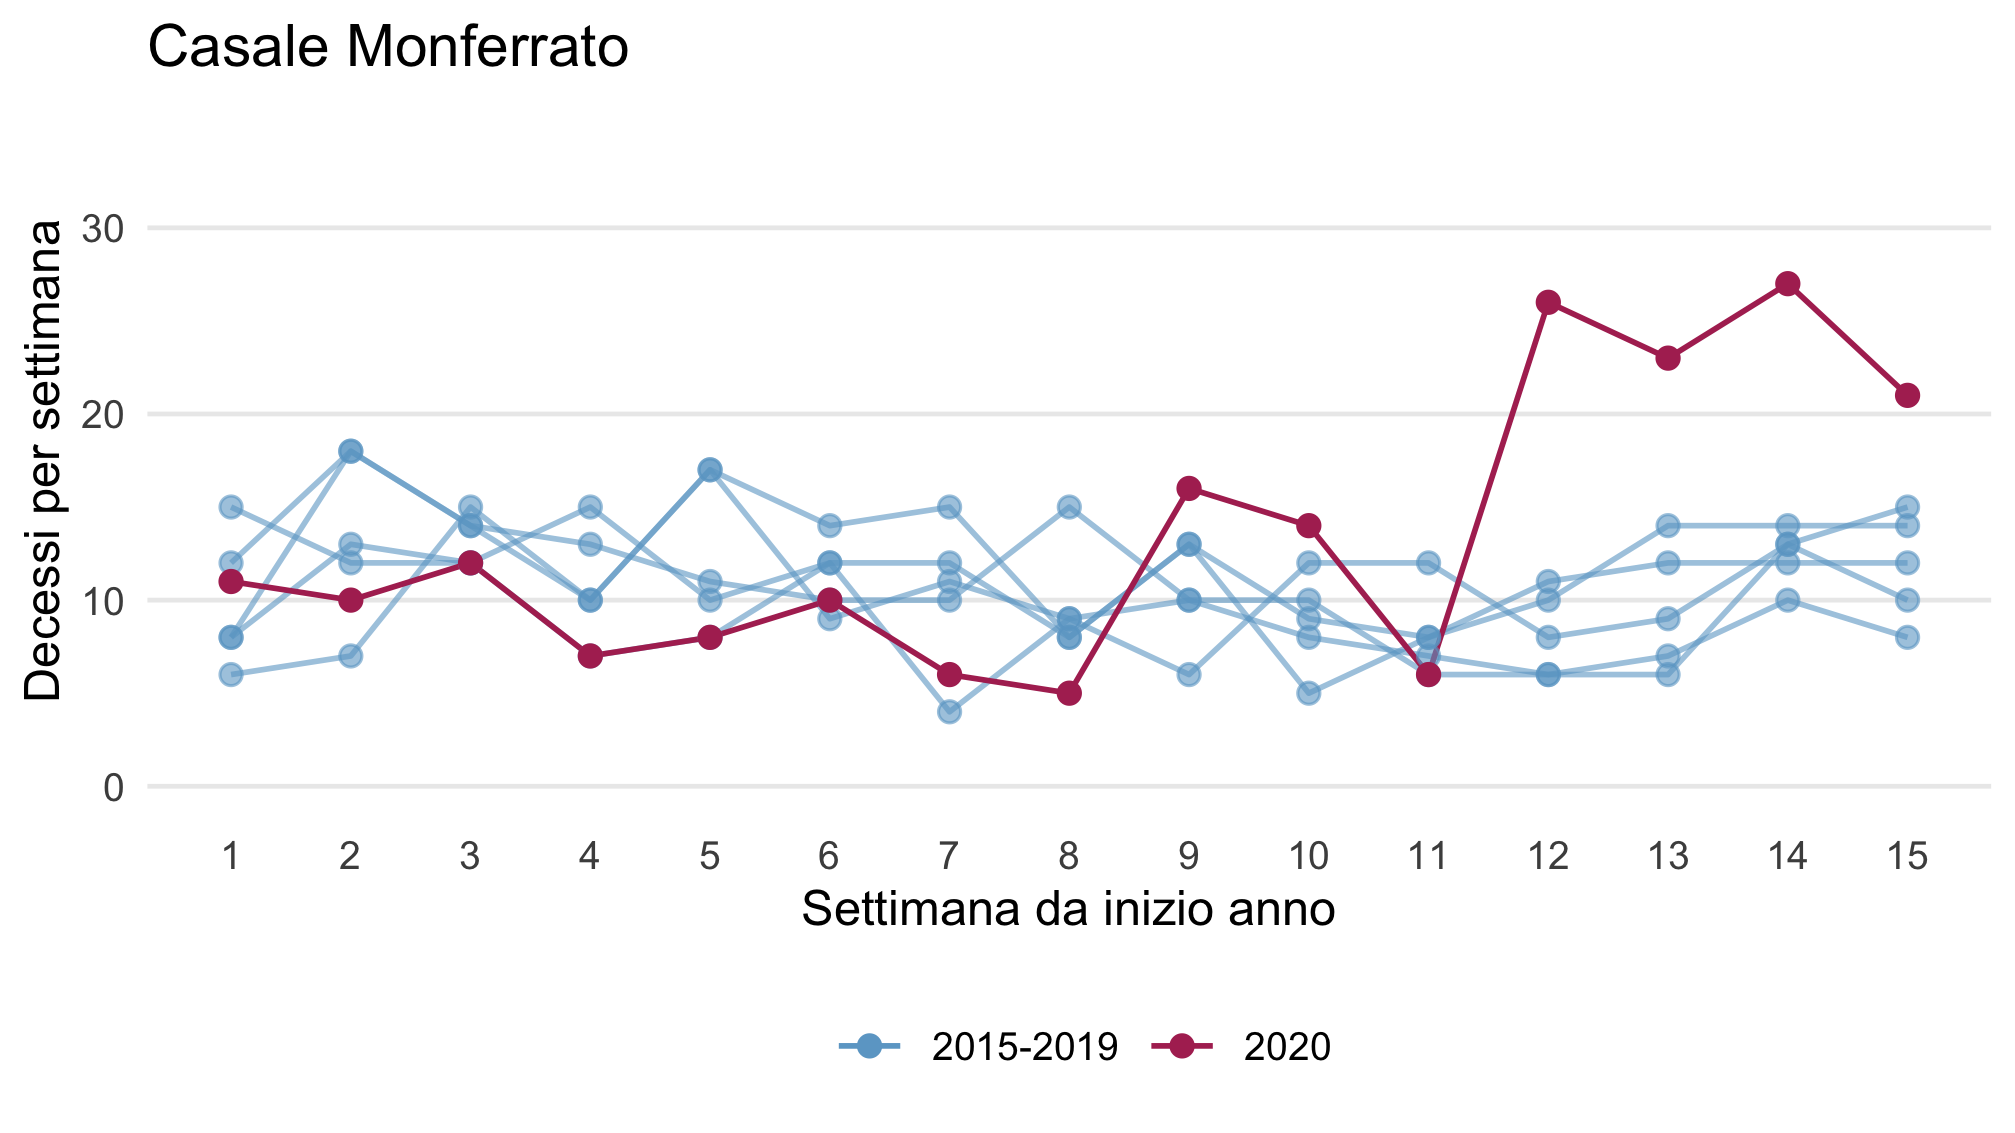 Casale Monferrato
Decessi per settimana
30
20
10
0
1 2 3 4 5 6 7 8 9 10 11 12 13 14 15
Settimana da inizio anno
2015-2019 2020